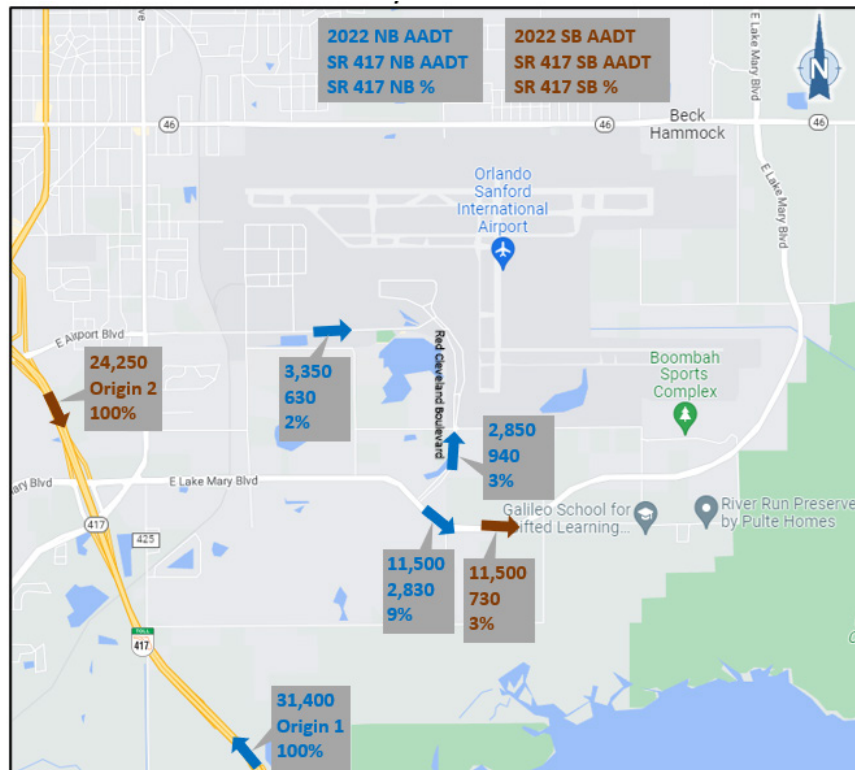 2022 NB AADT
SR 417 NB AADT
SR 417 NB %
2022 SB AADT
SR 417 SB AADT
SR 417 SB %
N
E Lake Mary Blvd
46
46
Beck
Hammock
46
E Lake Mary Blvd
Orlando
Sanford
International
Airport
E Airport Blvd
Red Cleveland Boulevard
24,250
Origin 2
100%
3,350
630
2%
Boombah
Sports
Complex
2,850
940
3%
ary Blvd
E Lake Mary Blvd
Galileo School for
ifted Learning...
River Run Preserve
by Pulte Homes
417
425
11,500
2,830
9%
11,500
730
3%
TOLL
417
31,400
Origin 1
100%